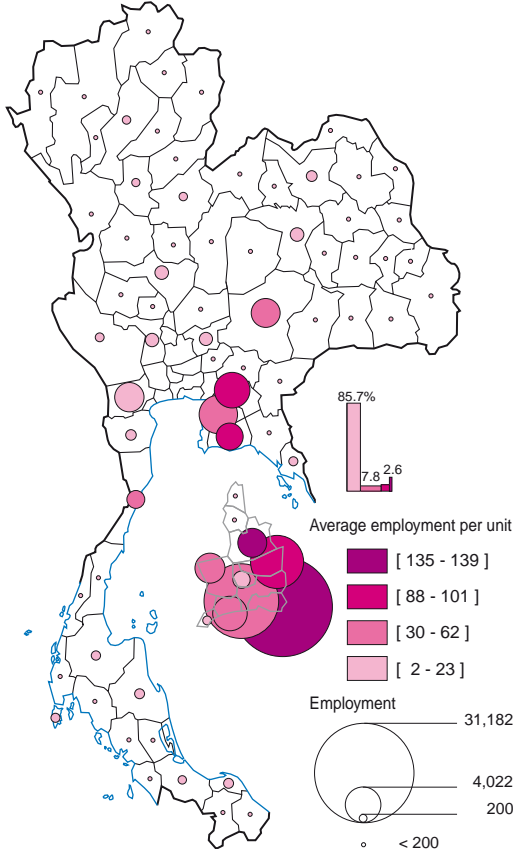 85.7%
7.8
2.6
Average employment per unit
[ 135 - 139 ]
[ 88 - 101 ]
[ 30 - 62 ]
[ 2 - 23 ]
Employment
31,182
4,022
200
< 200